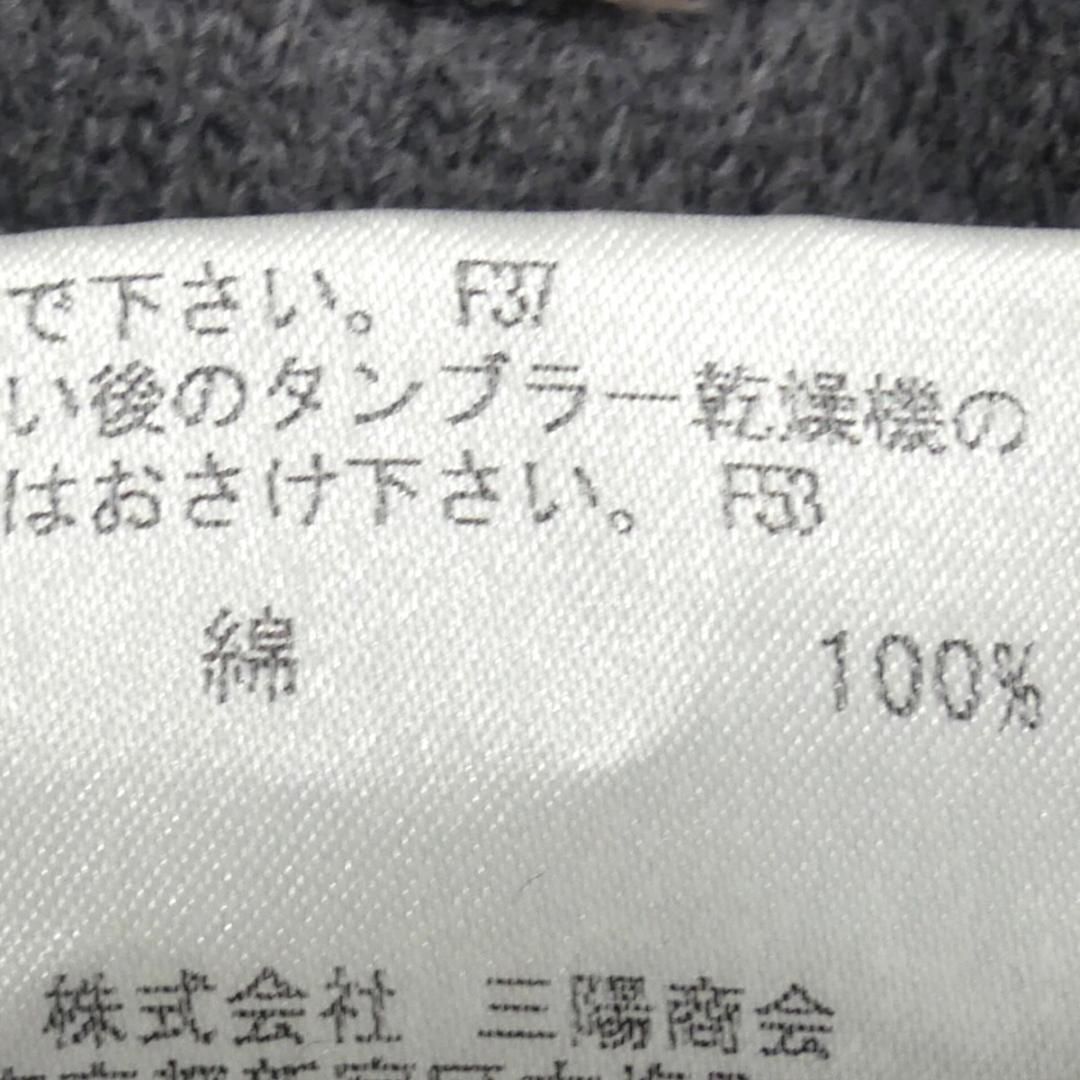 で下さい。 F37
い後のタンブラー乾燥機の
はおさけ下さい。 F53
綿 100%
株式会社 三陽商会